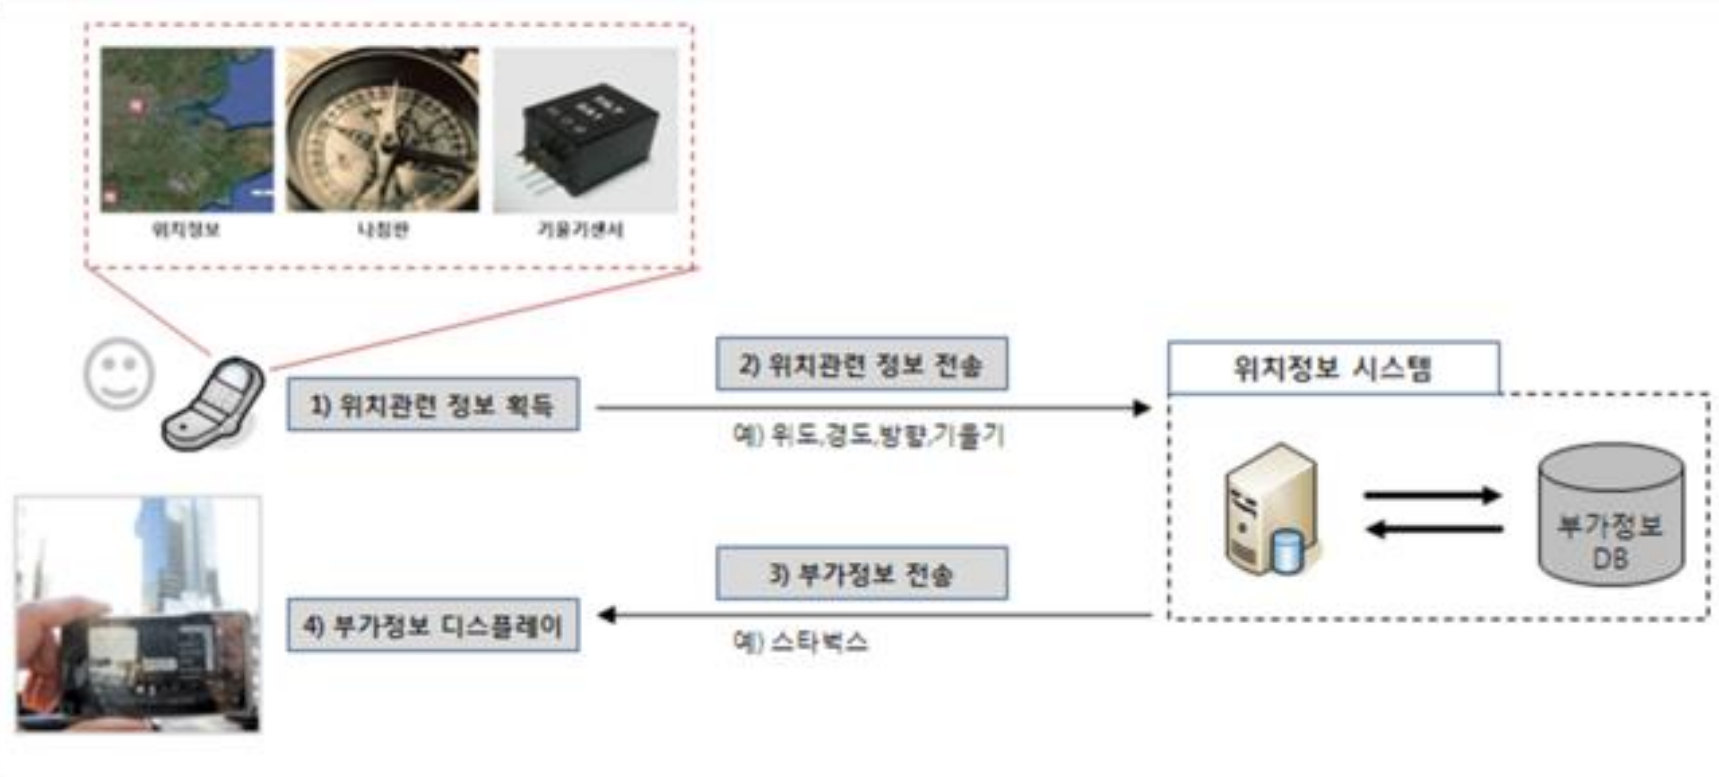 위치정보
나침반
기울기센서
1) 위치관련 정보 획득
2) 위치관련 정보 전송
예) 위도,경도,방향,기울기
위치정보 시스템
부가정보
DB
3) 부가정보 전송
예) 스타벅스
4) 부가정보 디스플레이